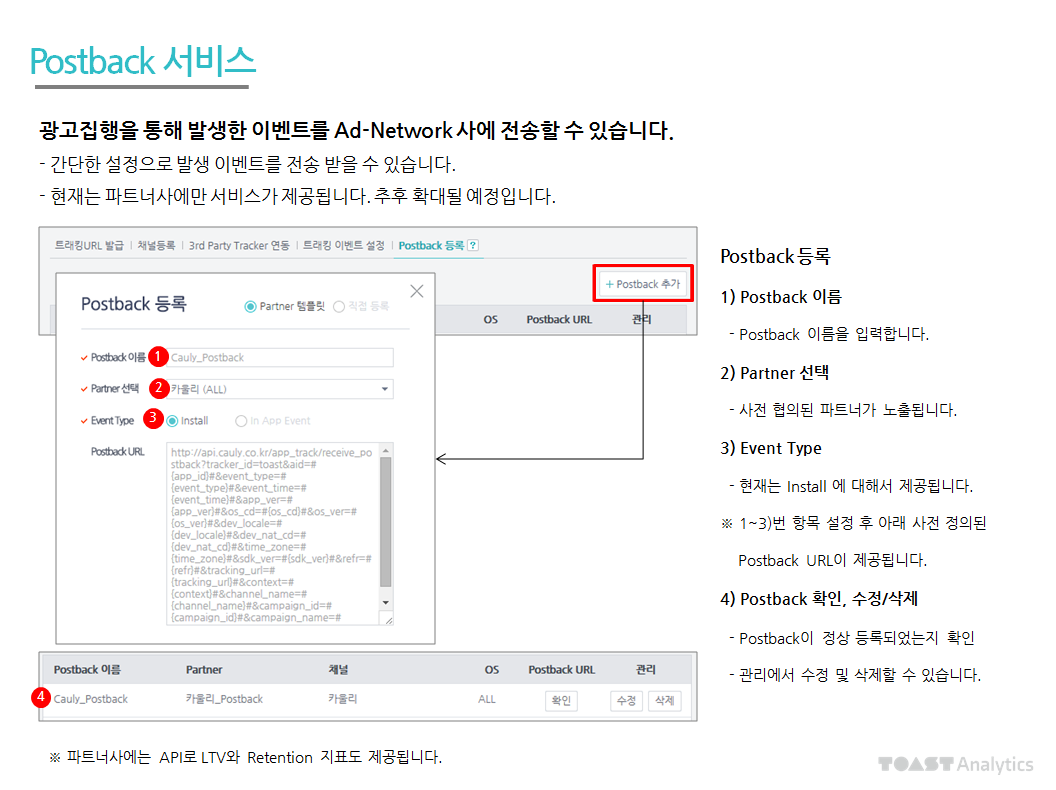 Postback 서비스
광고집행을 통해 발생한 이벤트를 Ad-Network 사에 전송할 수 있습니다.
- 간단한 설정으로 발생 이벤트를 전송 받을 수 있습니다.
- 현재는 파트너사에만 서비스가 제공됩니다. 추후 확대될 예정입니다.
트래킹URL 발급 | 채널등록 | 3rd Party Tracker 연동 | 트래킹 이벤트 설정 | Postback 등록 ?
+ Postback 추가
OS Postback URL 관리
Postback 등록 Partner 템플릿 직접 등록
Postback 이름 1 Cauly_Postback
Partner 선택 2 카울리 (ALL)
Event Type 3 Install In App Event
Postback URL
http://api.cauly.co.kr/app_track/receive_po
stback?tracker_id=toast&aid=#
{app_id}#&event_type=#
{event_type}#&event_time=#
{event_time}#&app_ver=#
{app_ver}#&os_cd=#{os_cd}#&os_ver=#
{os_ver}#&dev_locale=#
{dev_locale}#&dev_nat_cd=#
{dev_nat_cd}#&time_zone=#
{time_zone}#&sdk_ver=#{sdk_ver}#&refr=#
{refr}#&tracking_url=#
{tracking_url}#&context=#
{context}#&channel_name=#
{channel_name}#&campaign_id=#
{campaign_id}#&campaign_name=#
Postback 이름 Partner 채널 OS Postback URL 관리
4 Cauly_Postback 카울리_Postback 카울리 ALL 확인 수정 삭제
Postback 등록
1) Postback 이름
- Postback 이름을 입력합니다.
2) Partner 선택
- 사전 협의된 파트너가 노출됩니다.
3) Event Type
- 현재는 Install 에 대해서 제공됩니다.
※ 1~3)번 항목 설정 후 아래 사전 정의된
Postback URL이 제공됩니다.
4) Postback 확인, 수정/삭제
- Postback이 정상 등록되었는지 확인
- 관리에서 수정 및 삭제할 수 있습니다.
※ 파트너사에는 API로 LTV와 Retention 지표도 제공됩니다.
TOAST Analytics